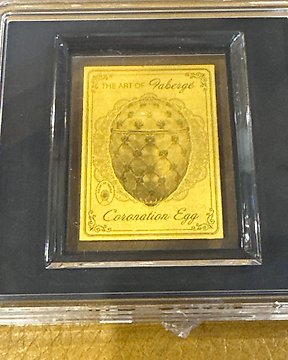 THE ART OF Fabergé
Coronation Egg